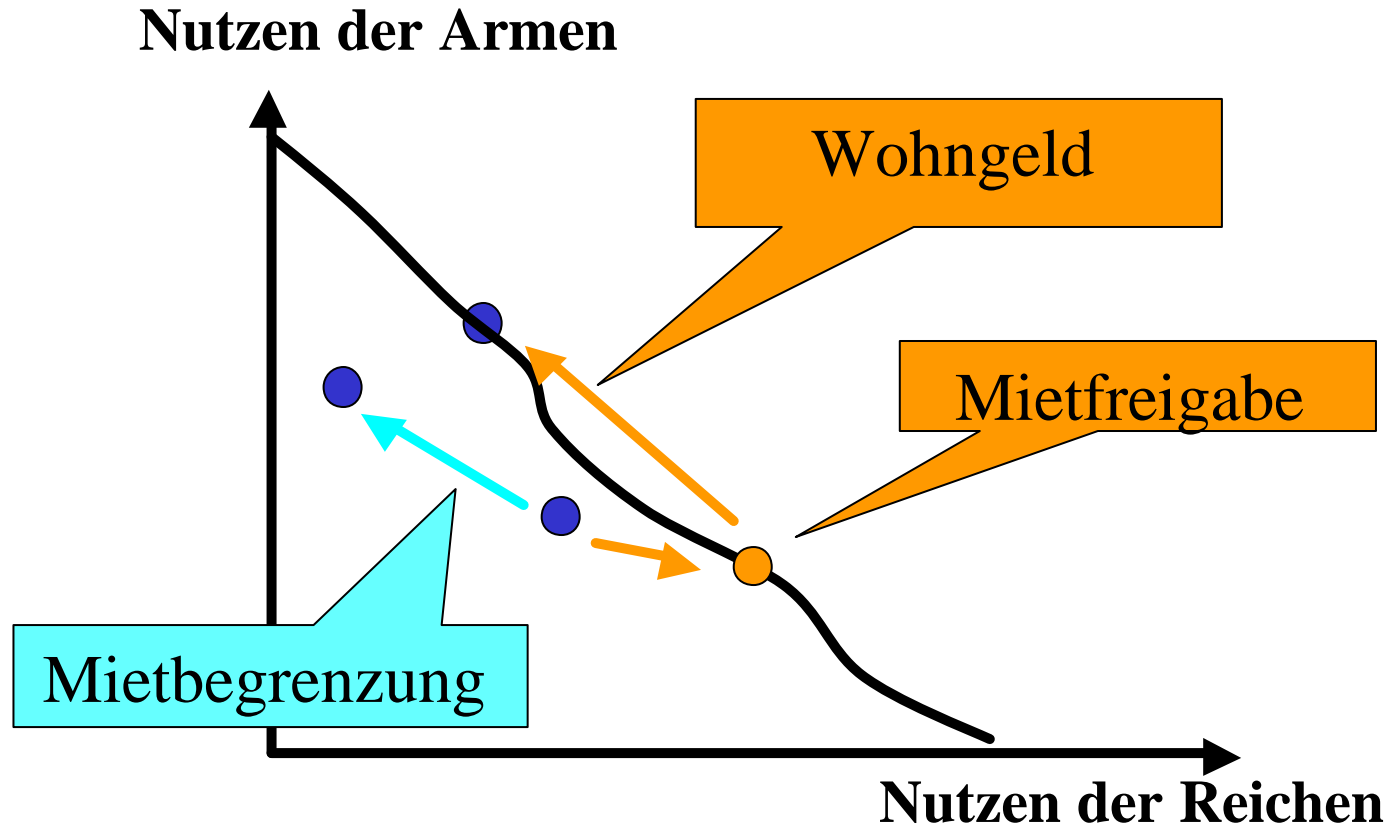 Nutzen der Armen
Wohngeld
Mietfreigabe
Mietbegrenzung
Nutzen der Reichen